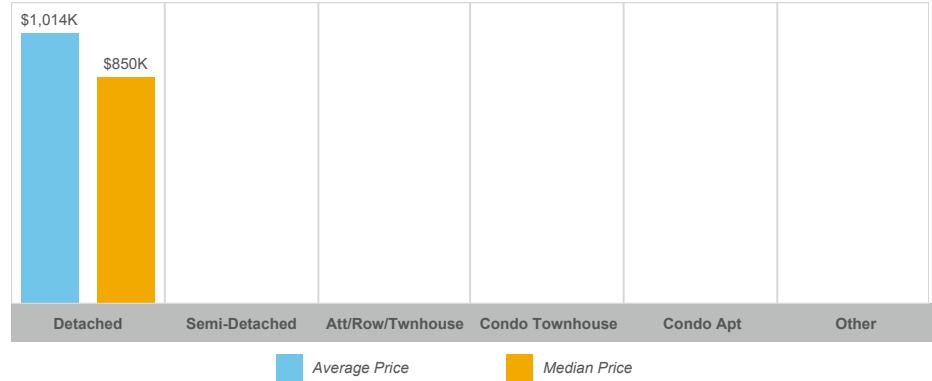 $1,014K
$850K
Detached Semi-Detached Att/Row/Twnhouse Condo Townhouse Condo Apt Other
Average Price Median Price